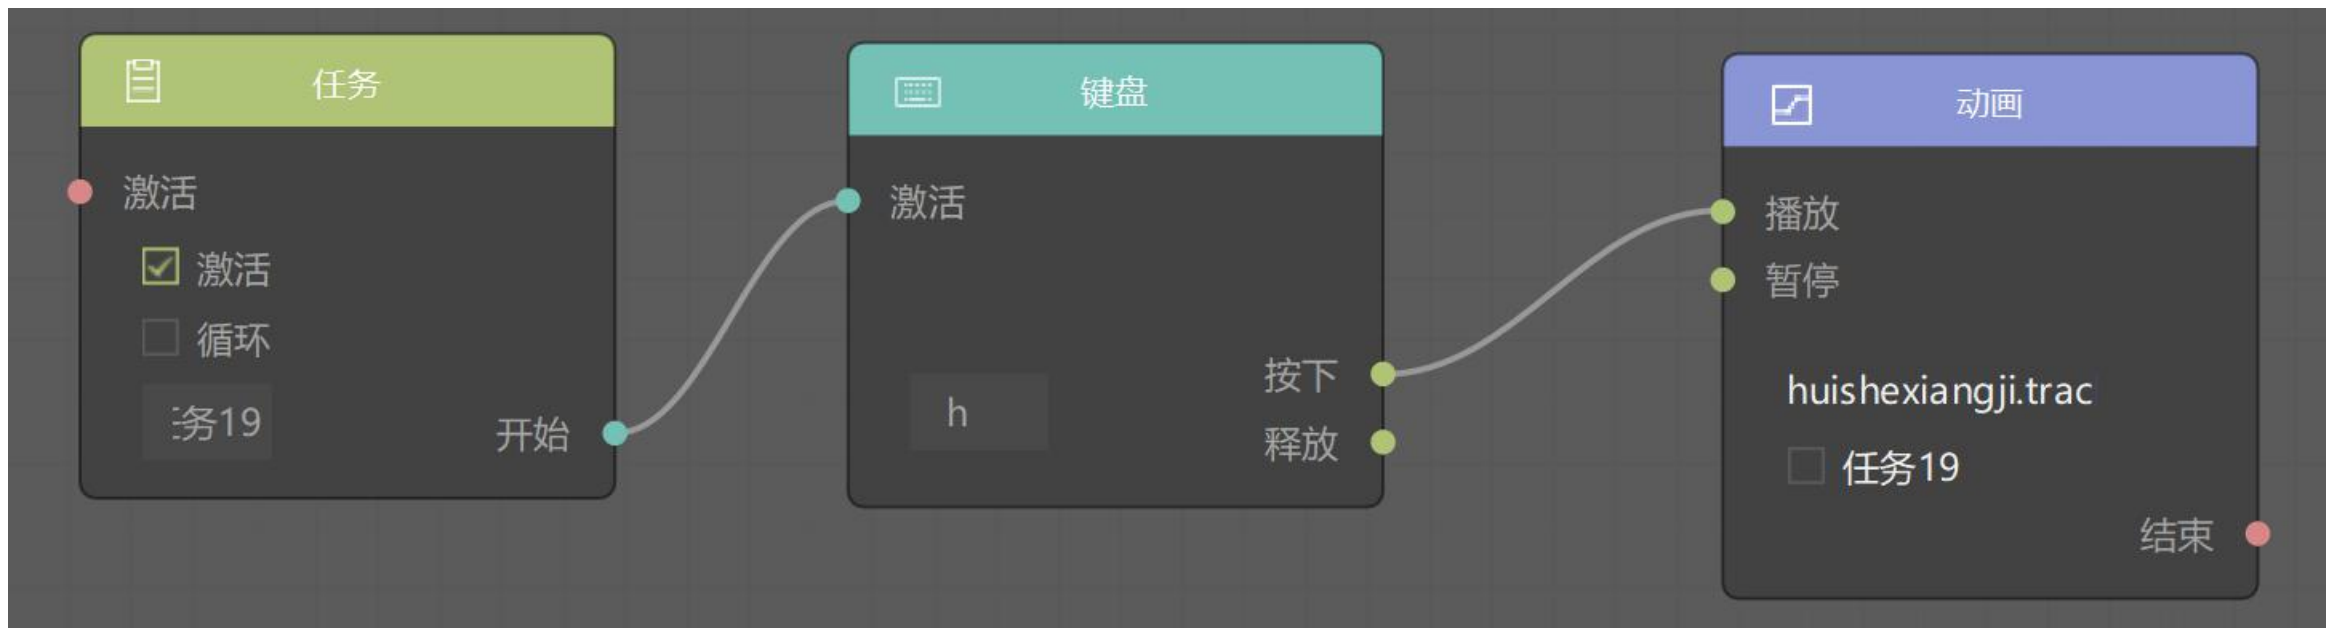 任务
激活
激活
循环
务19
开始
键盘
激活
按下
h
释放
动画
播放
暂停
huishexiangji.trac
任务19
结束